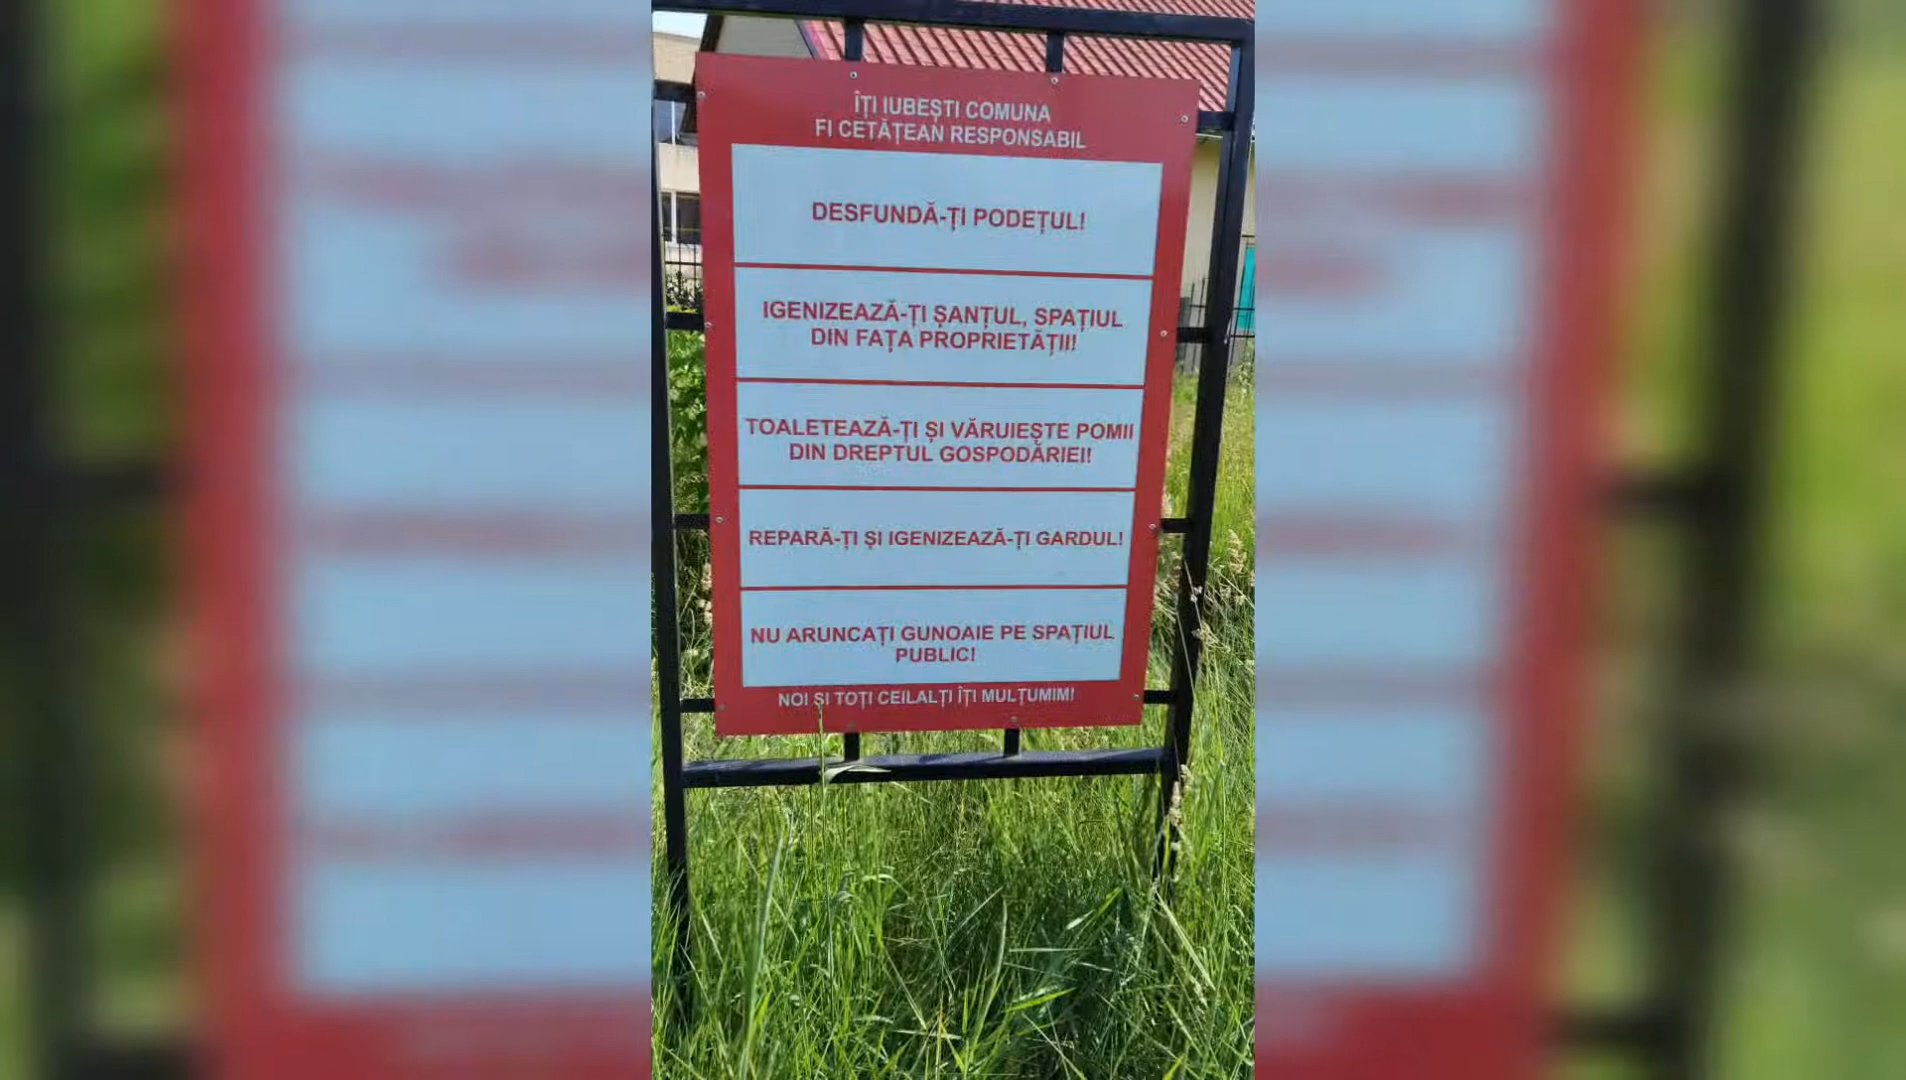 ÎȚI IUBEȘTI COMUNA
FI CETĂȚEAN RESPONSABIL
DESFUNDĂ-ȚI PODEȚUL!
IGENIZEAZĂ-ȚI ȘANȚUL, SPAȚIUL
DIN FAȚA PROPRIETĂȚII!
TOALETEAZĂ-ȚI ȘI VĂRUIEȘTE POMII
DIN DREPTUL GOSPODĂRIEI!
REPARĂ-ȚI ȘI IGENIZEAZĂ-ȚI GARDUL!
NU ARUNCAȚI GUNOAIE PE SPAȚIUL
PUBLIC!
NOI ȘI TOȚI CEILALȚI ÎȚI MULȚUMIM!